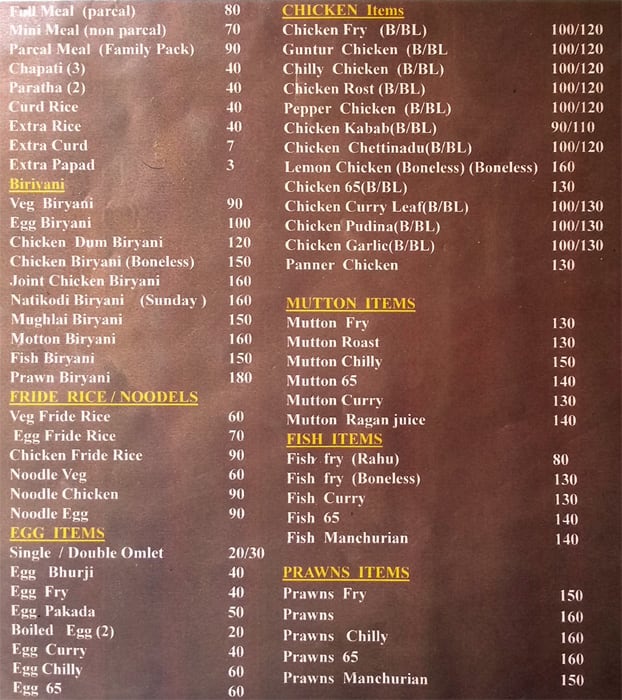 Full Meal (parcal) 80
Mini Meal (non parcal) 70
Parcal Meal (Family Pack) 90
Chapati (3) 40
Paratha (2) 40
Curd Rice 40
Extra Rice 40
Extra Curd 7
Extra Papad 3
Biriyani
Veg Biryani 90
Egg Biryani 100
Chicken Dum Biryani 120
Chicken Biryani (Boneless) 150
Joint Chicken Biryani 160
Natikodi Biryani (Sunday ) 160
Mughlai Biryani 150
Motton Biryani 160
Fish Biryani 150
Prawn Biryani 180
FRIDE RICE / NOODELS
Veg Fride Rice 60
Egg Fride Rice 70
Chicken Fride Rice 90
Noodle Veg 60
Noodle Chicken 90
Noodle Egg 90
EGG ITEMS
Single / Double Omlet 20/30
Egg Bhurji 40
Egg Fry 40
Egg Pakada 50
Boiled Egg (2) 20
Egg Curry 40
Egg Chilly 60
Egg 65 60
CHICKEN Items
Chicken Fry (B/BL) 100/120
Guntur Chicken (B/BL 100/120
Chilly Chicken (B/BL) 100/120
Chicken Rost (B/BL) 100/120
Pepper Chicken (B/BL) 100/120
Chicken Kabab(B/BL) 90/110
Chicken Chettinadu(B/BL) 100/120
Lemon Chicken (Boneless) (Boneless) 160
Chicken 65(B/BL) 130
Chicken Curry Leaf(B/BL) 100/130
Chicken Pudina(B/BL) 100/130
Chicken Garlic(B/BL) 100/130
Panner Chicken 130
MUTTON ITEMS
Mutton Fry 130
Mutton Roast 130
Mutton Chilly 150
Mutton 65 140
Mutton Curry 130
Mutton Ragan juice 140
FISH ITEMS
Fish fry (Rahu) 80
Fish fry (Boneless) 130
Fish Curry 130
Fish 65 140
Fish Manchurian 140
PRAWNS ITEMS
Prawns Fry 150
Prawns 160
Prawns Chilly 160
Prawns 65 160
Prawns Manchurian 150